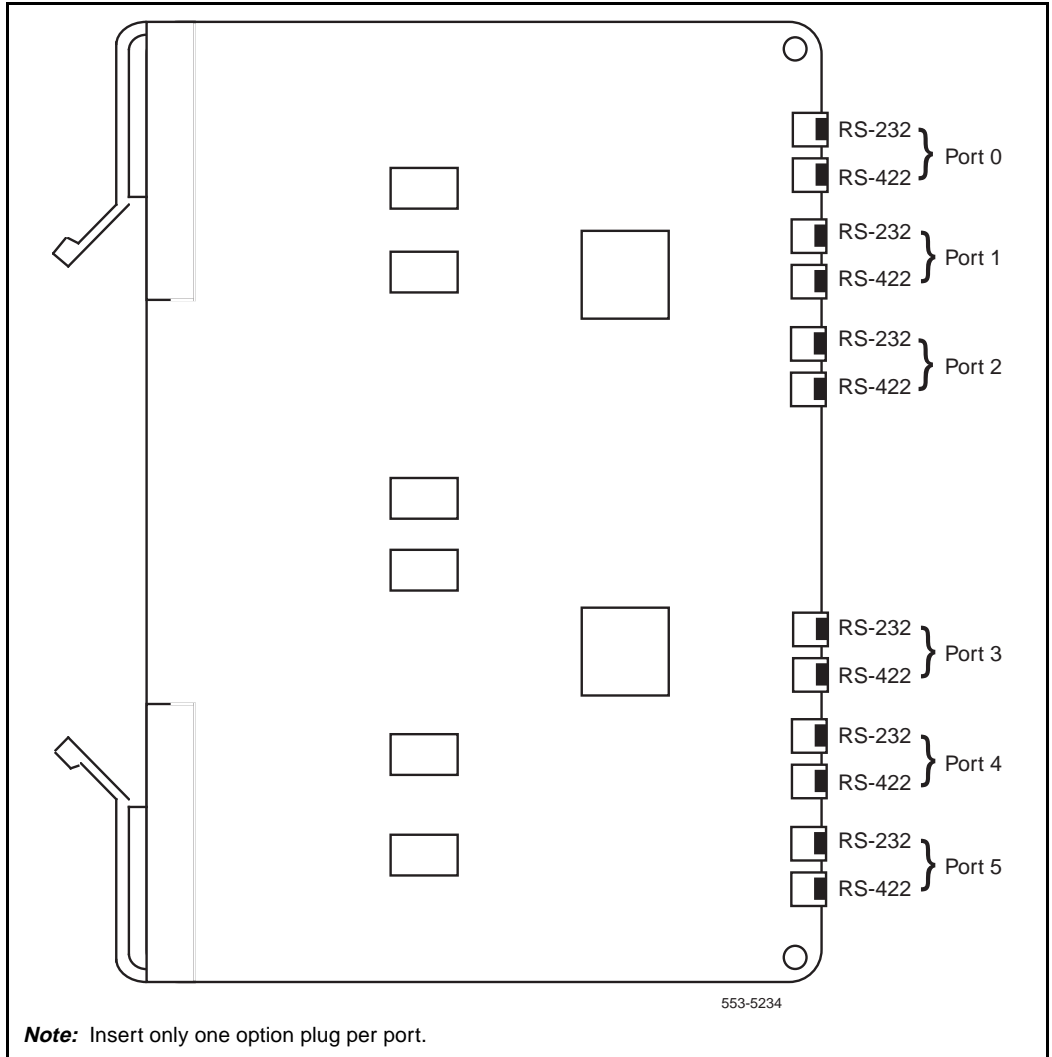 RS-232
Port 0
RS-422
RS-232
Port 1
RS-422
RS-232
Port 2
RS-422
RS-232
Port 3
RS-422
RS-232
Port 4
RS-422
RS-232
Port 5
RS-422
553-5234
Note: Insert only one option plug per port.